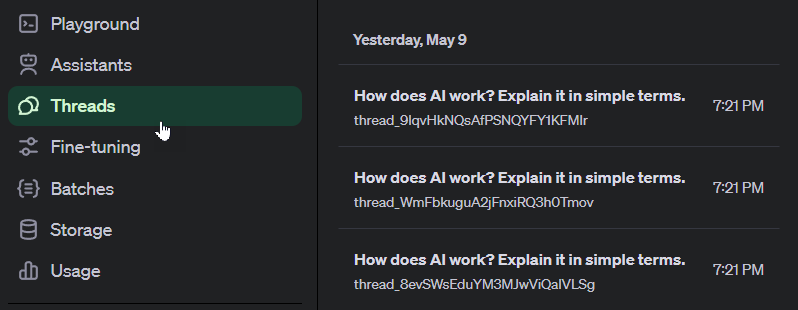 Playground
Assistants
Threads
Fine-tuning
Batches
Storage
Usage
Yesterday, May 9
How does AI work? Explain it in simple terms.
7:21 PM
thread_9IqvHkNQsAfPSNQYFY1KFMIr
How does AI work? Explain it in simple terms.
7:21 PM
thread_WmFbkuguA2jFnxiRQ3h0Tmov
How does AI work? Explain it in simple terms.
7:21 PM
thread_8evSWsEduYM3MJwViQaIVLSg